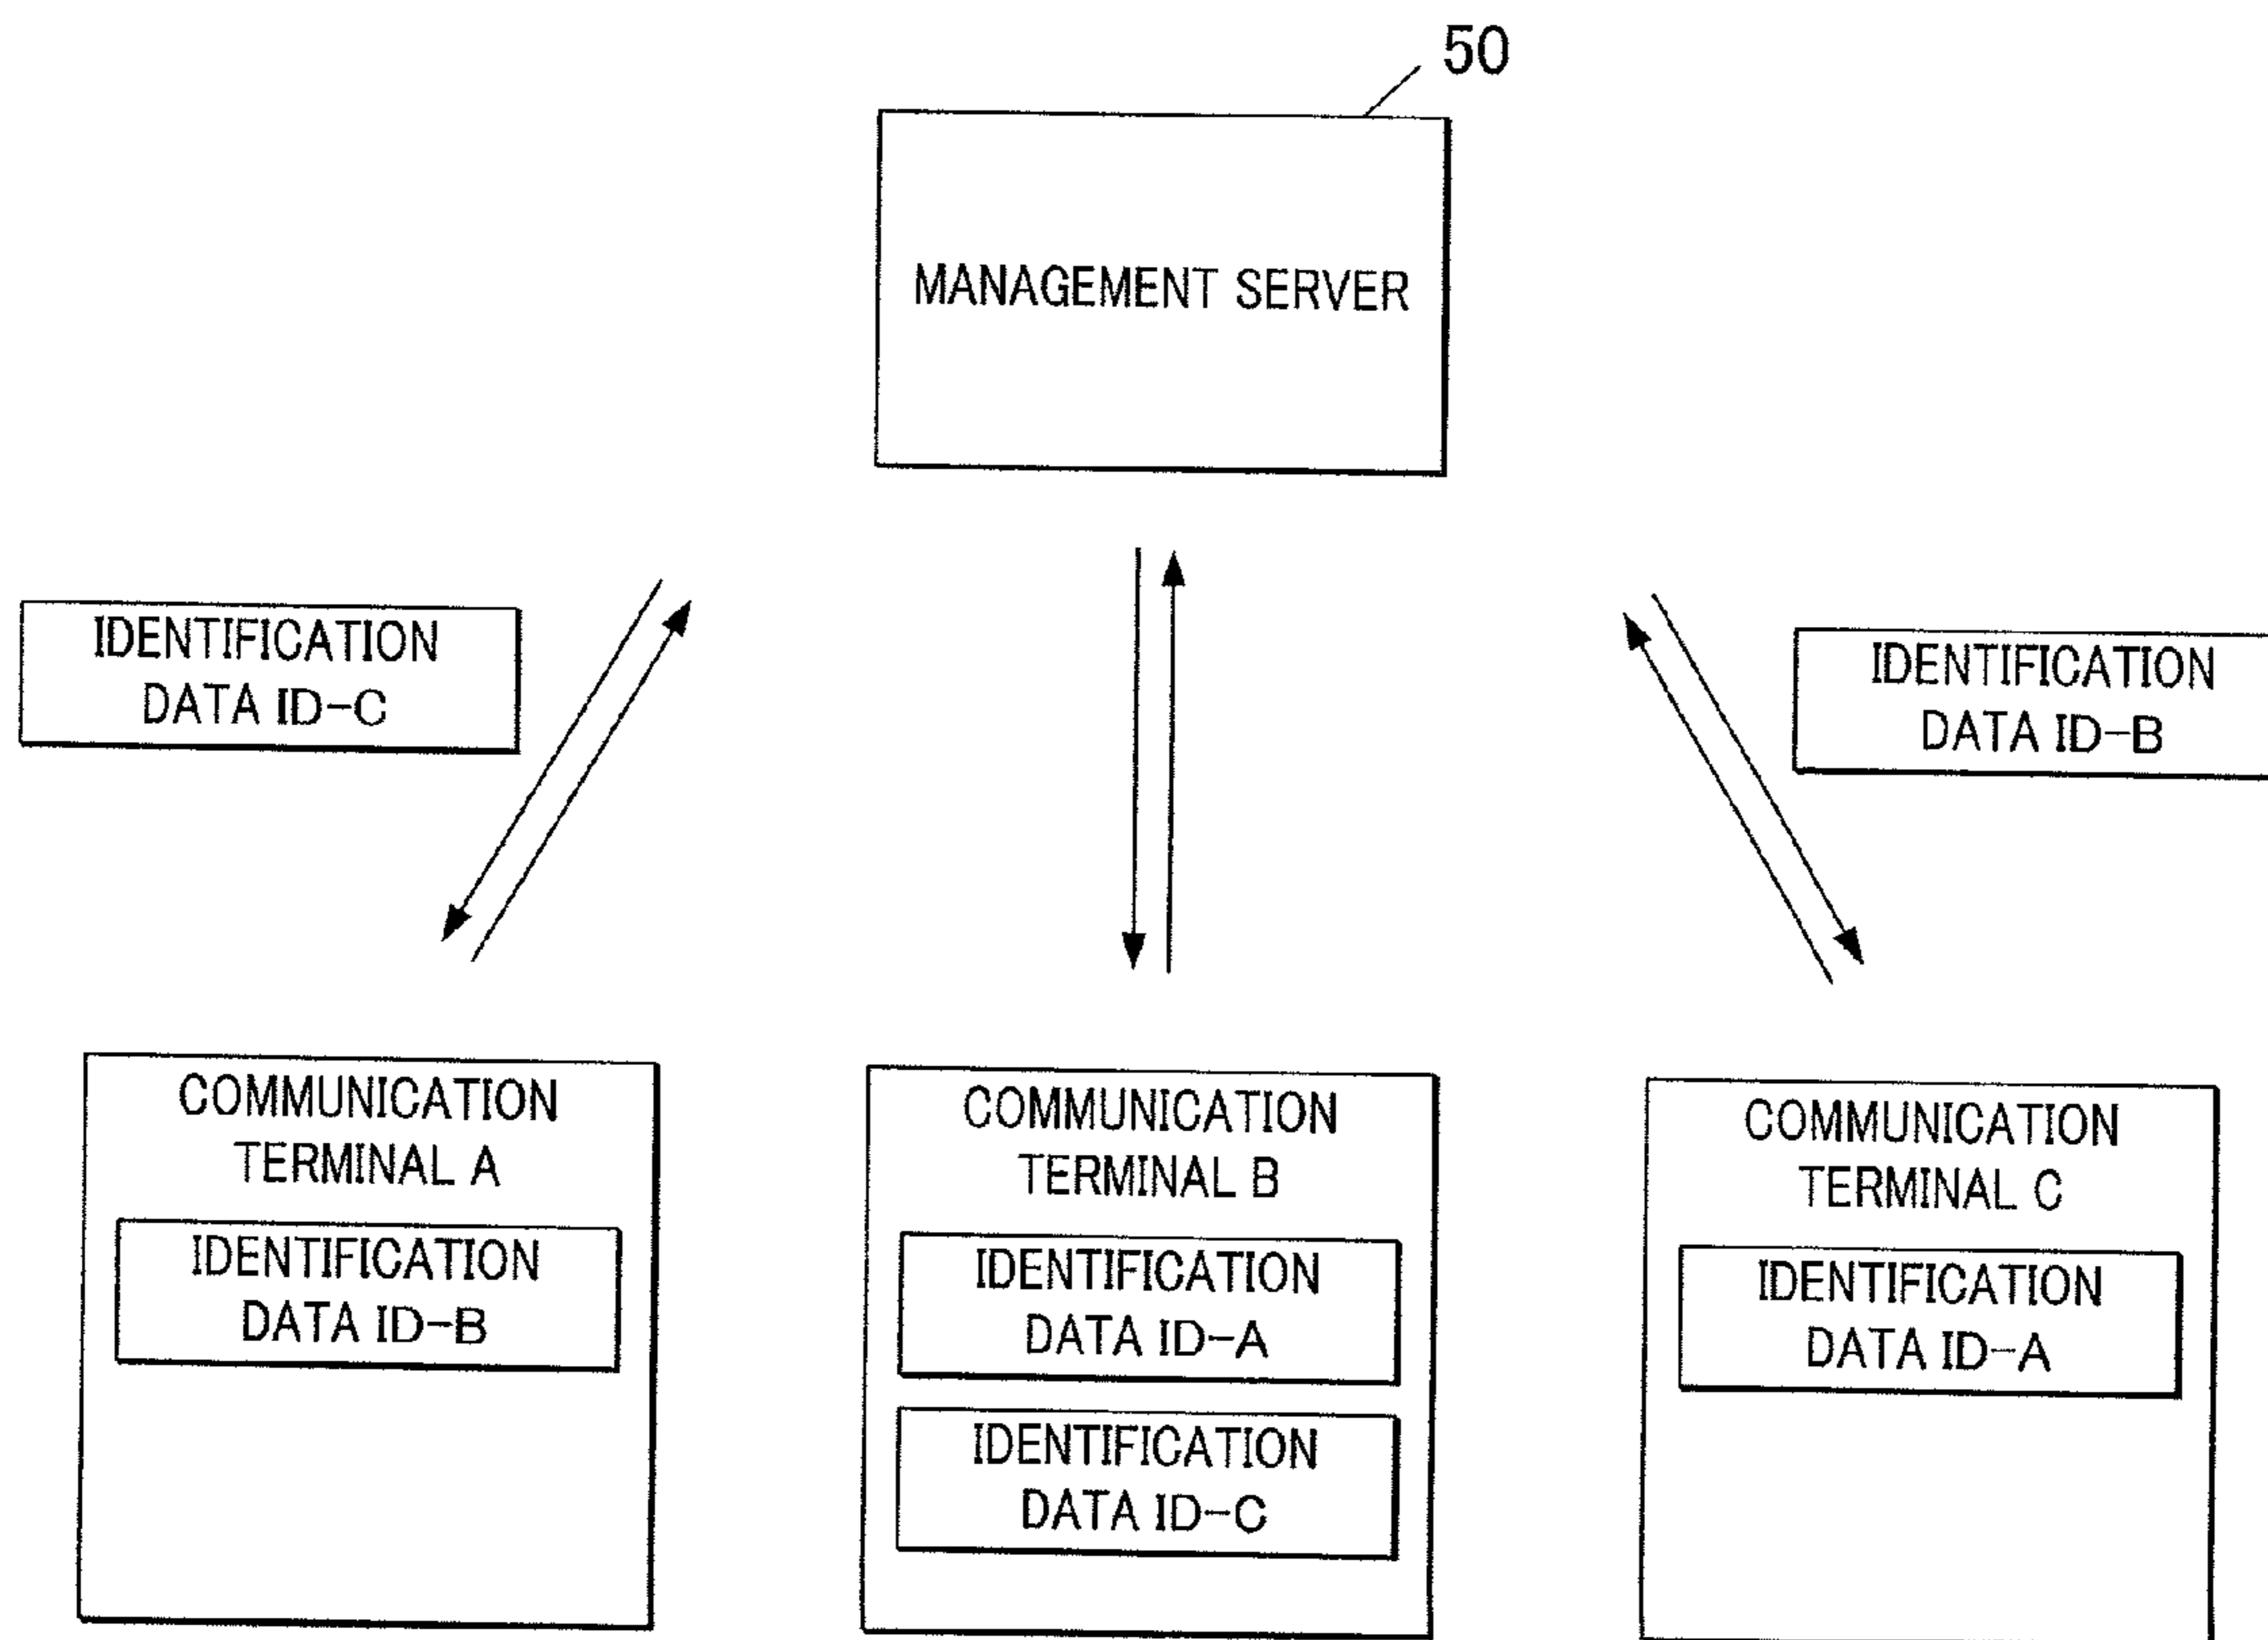 50
MANAGEMENT SERVER
IDENTIFICATION
DATA ID-C
IDENTIFICATION
DATA ID-B
COMMUNICATION
TERMINAL A
IDENTIFICATION
DATA ID-B
COMMUNICATION
TERMINAL B
IDENTIFICATION
DATA ID-A
IDENTIFICATION
DATA ID-C
COMMUNICATION
TERMINAL C
IDENTIFICATION
DATA ID-A